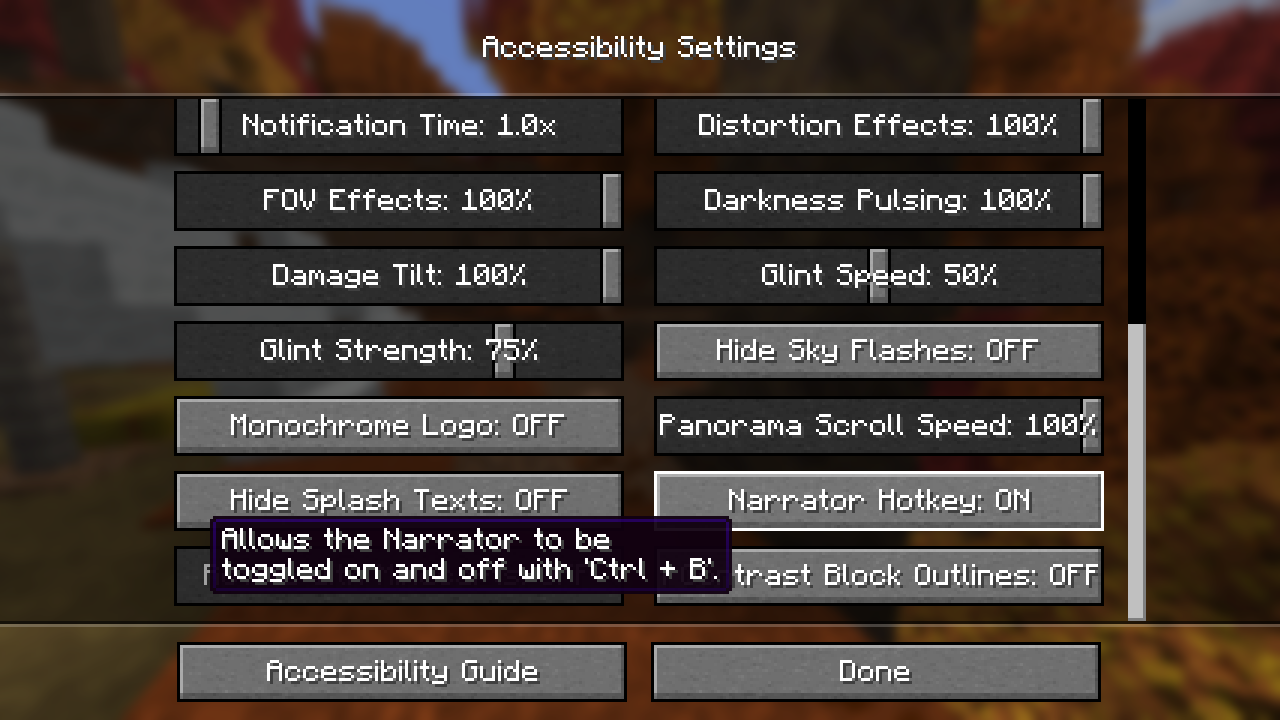 Accessibility Settings
Notification Time: 1.0x
Distortion Effects: 100%
FOV Effects: 100%
Darkness Pulsing: 100%
Damage Tilt: 100%
Glint Speed: 50%
Glint Strength: 75%
Hide Sky Flashes: OFF
Monochrome Logo: OFF
Panorama Scroll Speed: 100%
Hide Splash Texts: OFF
Narrator Hotkey: ON
Allows the Narrator to be
toggled on and off with 'Ctrl + B'.
Block Outlines: OFF
Accessibility Guide
Done